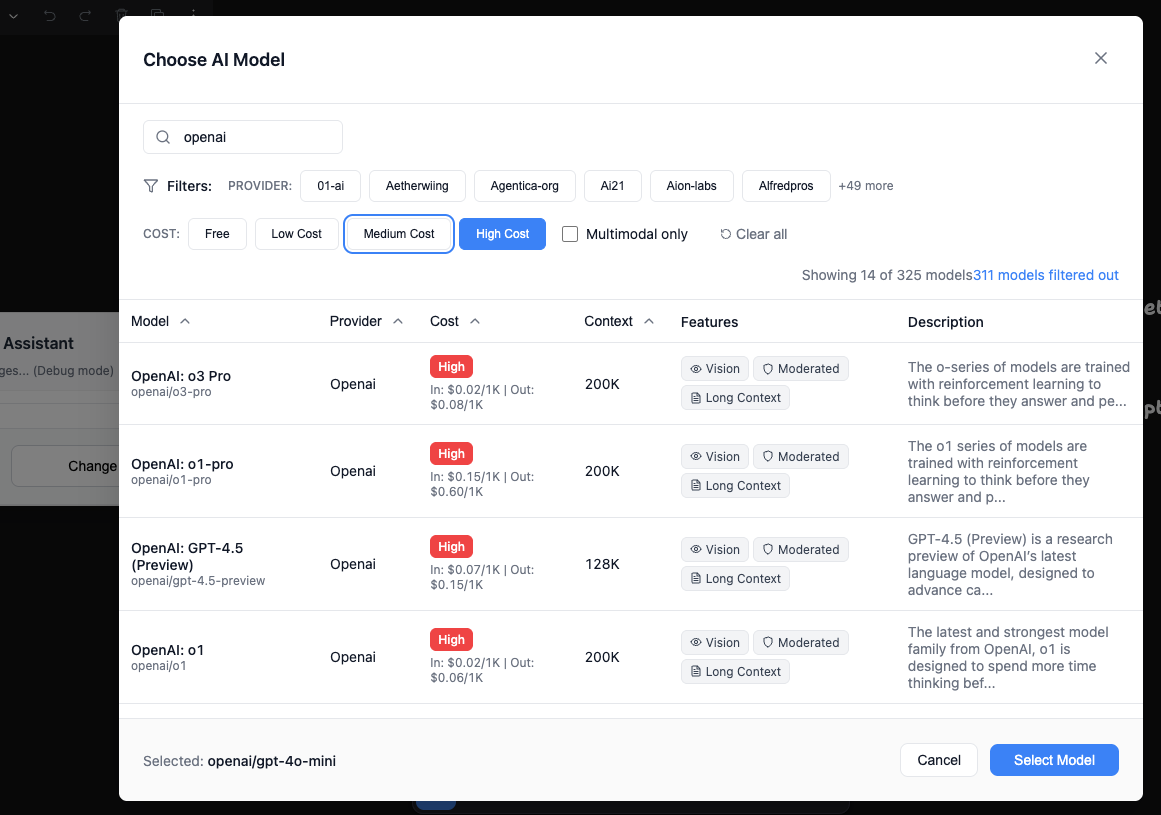 Choose AI Model
openai
Filters: PROVIDER: 01-ai Aetherwiing Agentica-org Ai21 Aion-labs Alfredpros +49 more
COST: Free Low Cost Medium Cost High Cost Multimodal only Clear all
Showing 14 of 325 models311 models filtered out
Model Provider Cost Context Features Description
OpenAI: o3 Pro
openai/o3-pro
Openai
High
In: $0.02/1K | Out:
$0.08/1K
200K
Vision Moderated
Long Context
The o-series of models are trained
with reinforcement learning to
think before they answer and pe...
OpenAI: o1-pro
openai/o1-pro
Openai
High
In: $0.15/1K | Out:
$0.60/1K
200K
Vision Moderated
Long Context
The o1 series of models are
trained with reinforcement
learning to think before they
answer and p...
OpenAI: GPT-4.5
(Preview)
openai/gpt-4.5-preview
Openai
High
In: $0.07/1K | Out:
$0.15/1K
128K
Vision Moderated
Long Context
GPT-4.5 (Preview) is a research
preview of OpenAI's latest
language model, designed to
advance ca...
OpenAI: o1
openai/o1
Openai
High
In: $0.02/1K | Out:
$0.06/1K
200K
Vision Moderated
Long Context
The latest and strongest model
family from OpenAI, o1 is
designed to spend more time
thinking bef...
Selected: openai/gpt-4o-mini
Cancel Select Model
Assistant
ges... (Debug mode)
Change